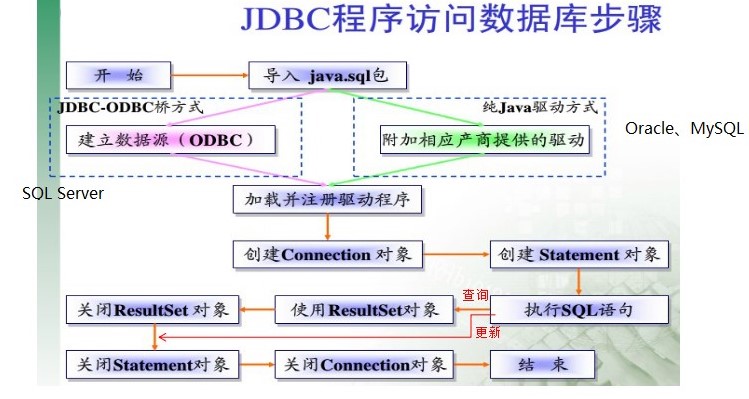 JDBC程序访问数据库步骤
开 始
导入 java.sql包
JDBC-ODBC桥方式
纯Java驱动方式
建立数据源（ODBC）
附加相应产商提供的驱动
Oracle、MySQL
SQL Server
加载并注册驱动程序
创建Connection 对象
创建 Statement 对象
查询
关闭ResultSet 对象
使用ResultSet对象
执行SQL语句
更新
关闭Statement对象
关闭Connection对象
结 束